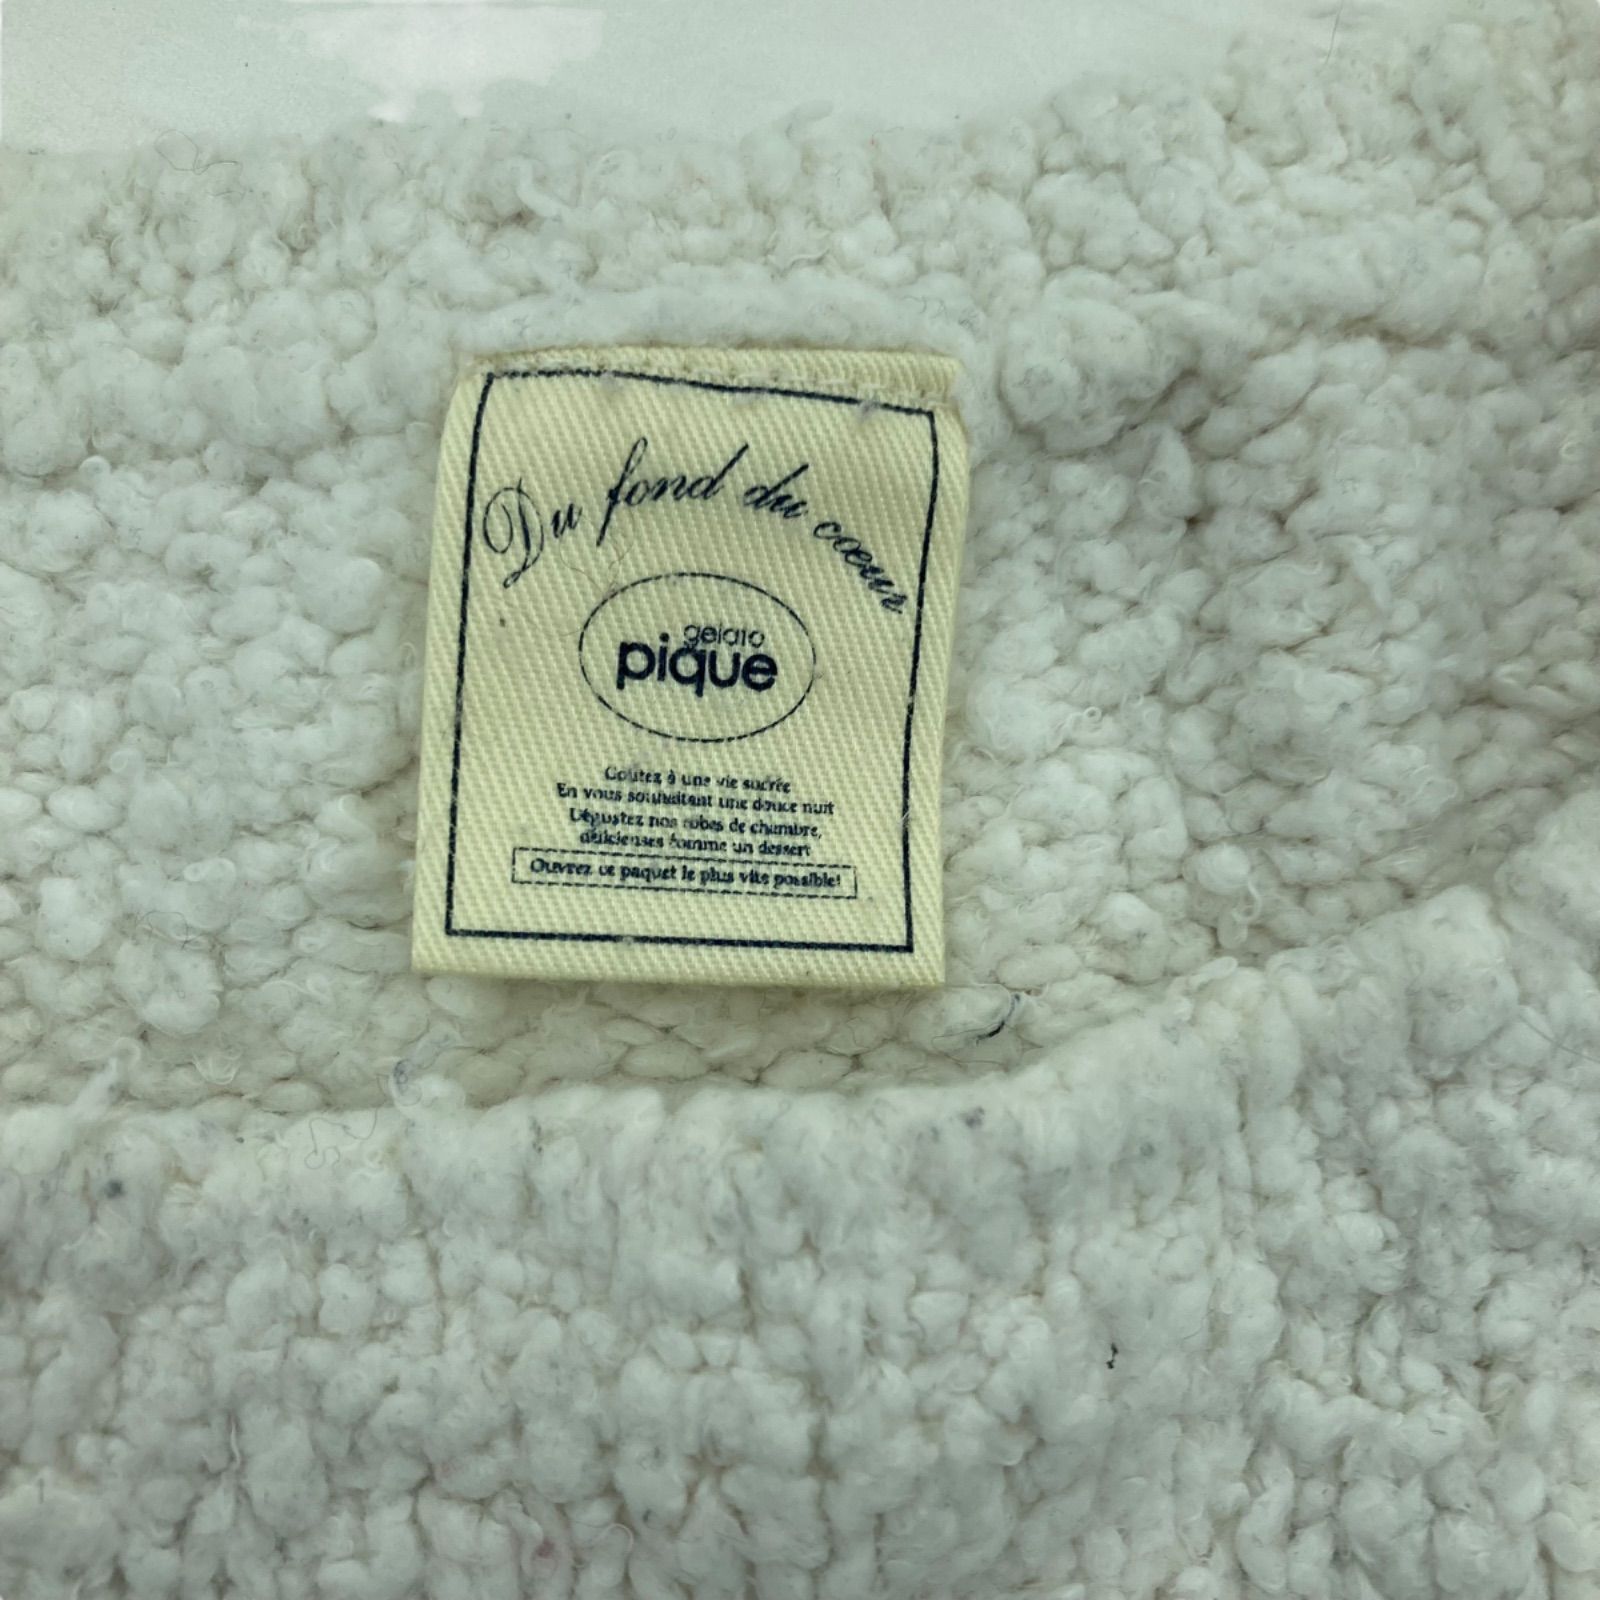 Du fond du cœur
gelato
pique
Goûtez à une vie sucrée
En vous souhaitant une douce nuit
Dégustez nos robes de chambre,
délicieuses comme un dessert
Ouvrez ce paquet le plus vite possible!